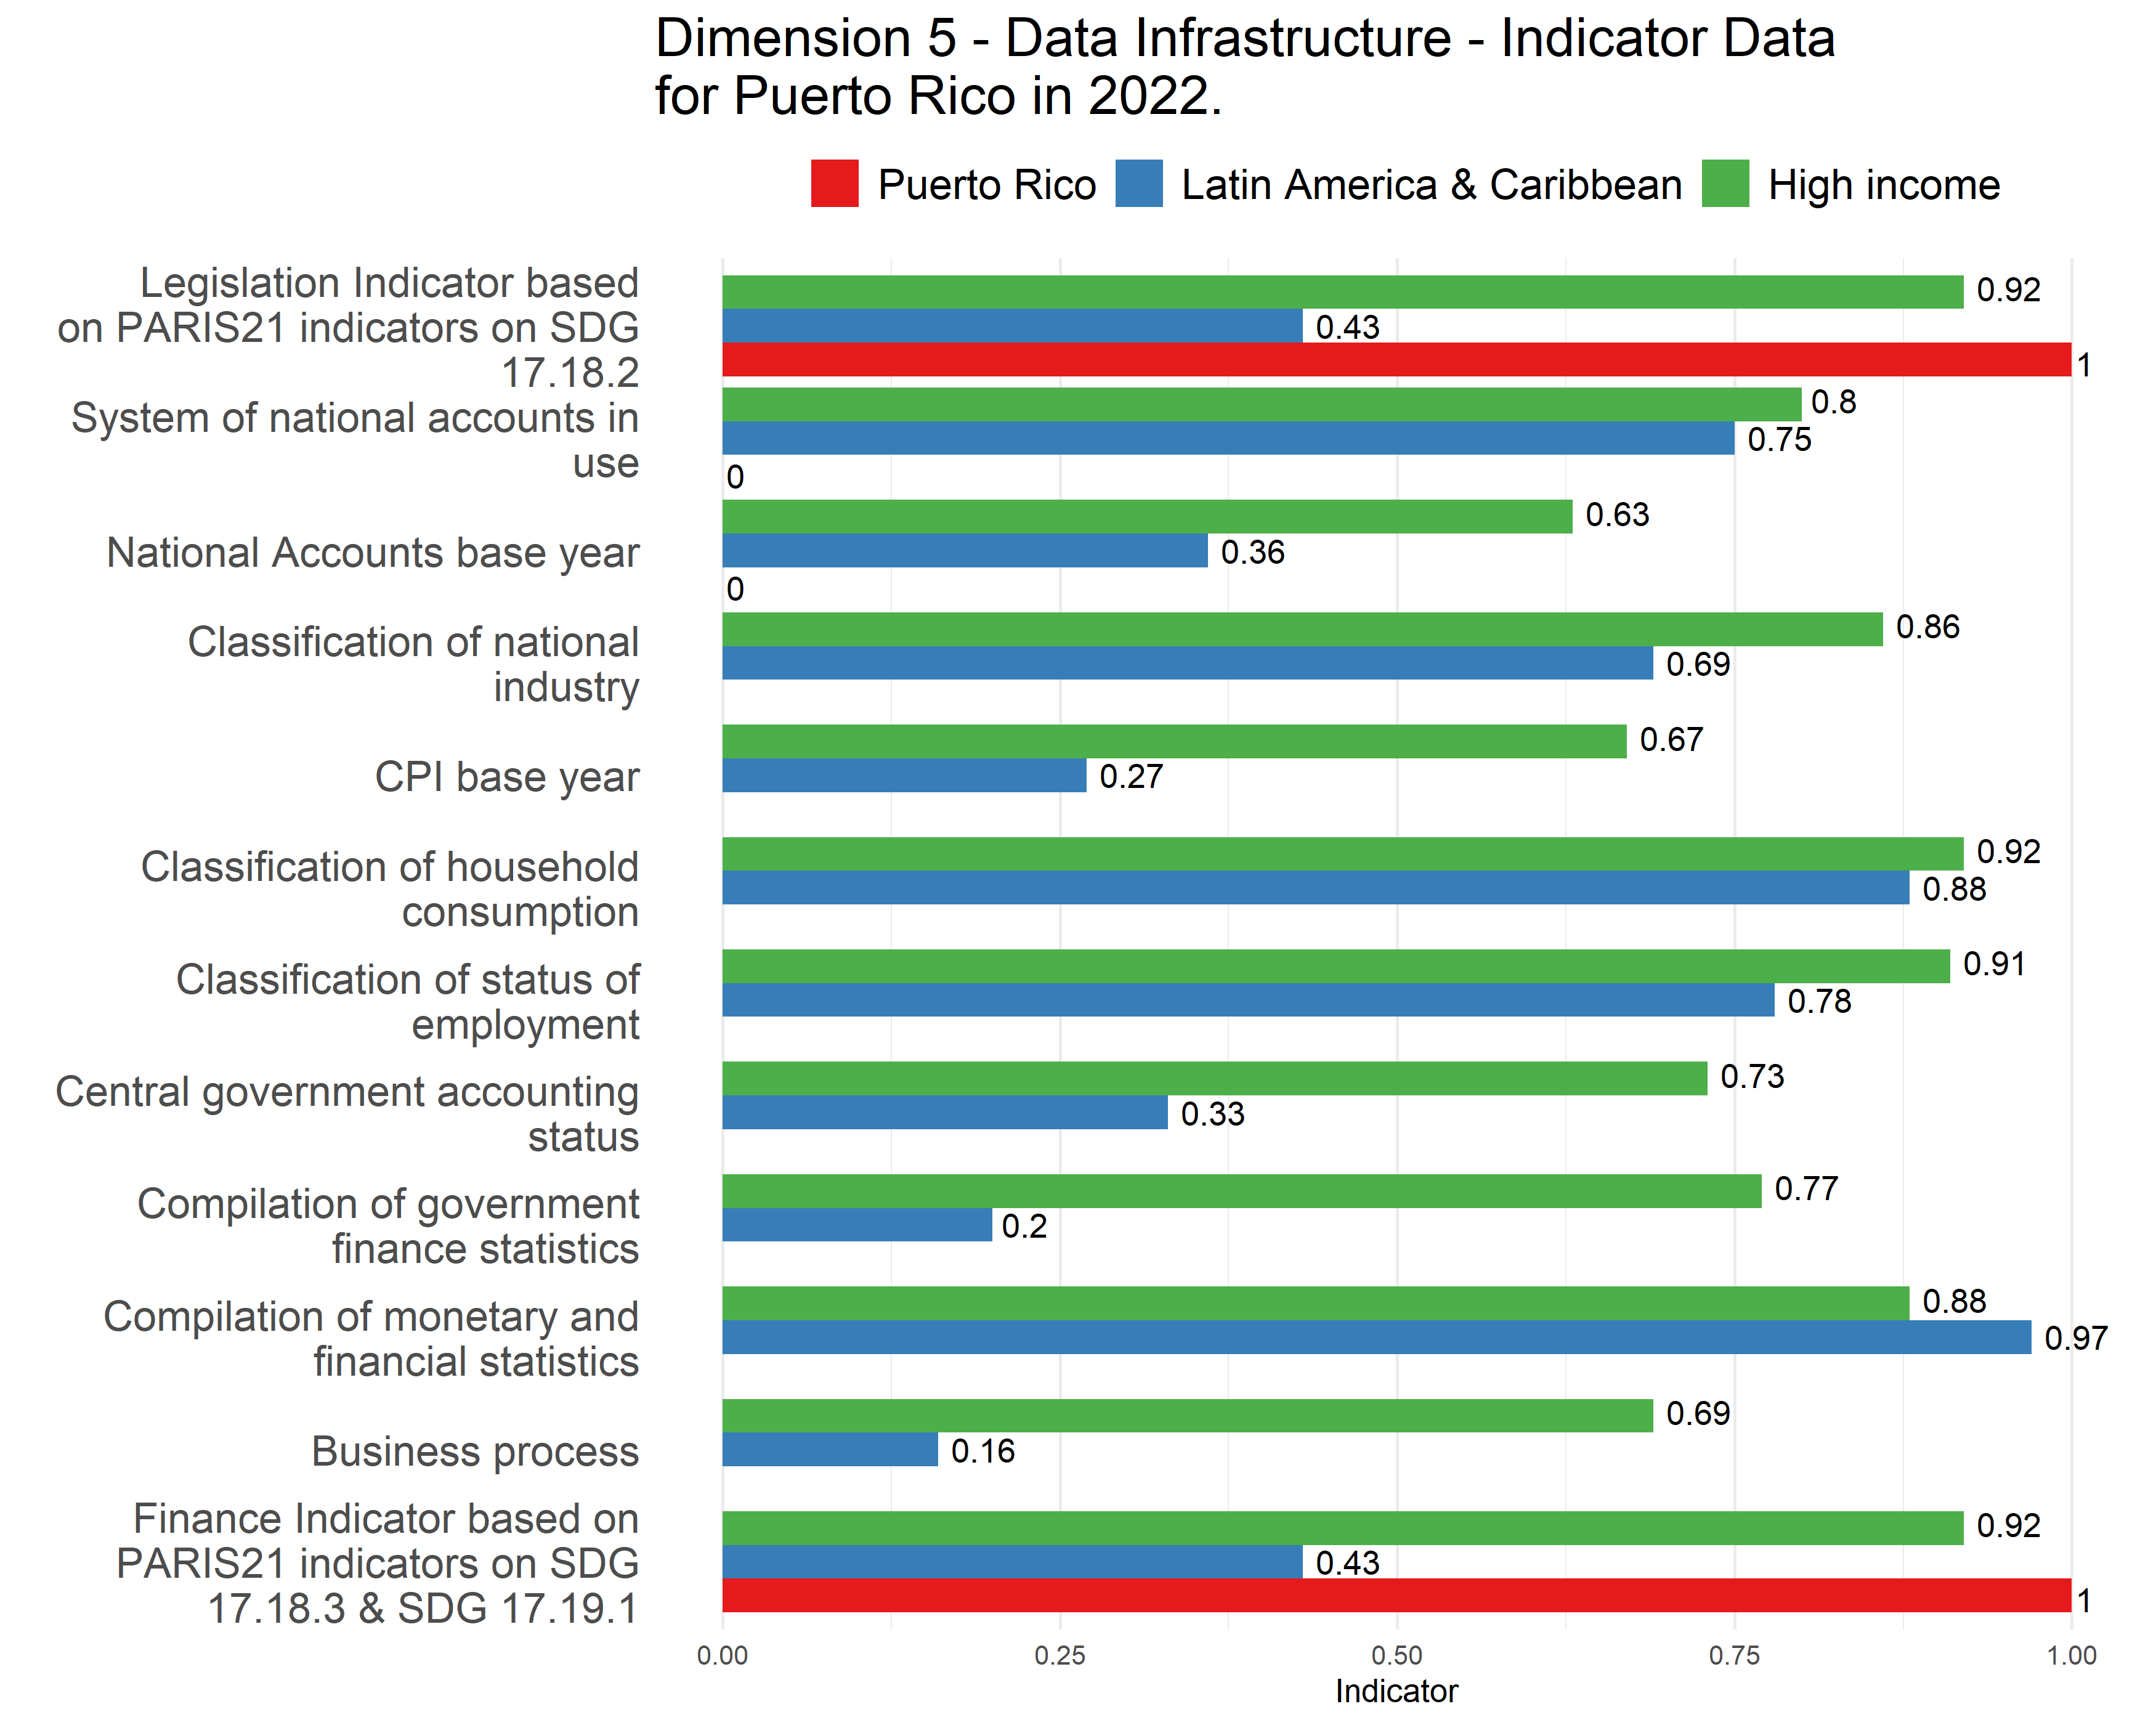 Dimension 5 - Data Infrastructure - Indicator Data
for Puerto Rico in 2022.
Puerto Rico
Latin America & Caribbean
High income
Legislation Indicator based
on PARIS21 indicators on SDG
17.18.2
0.92
0.43
1
System of national accounts in
use
0.8
0.75
0
National Accounts base year
0.63
0.36
0
Classification of national
industry
0.86
0.69
CPI base year
0.67
0.27
Classification of household
consumption
0.92
0.88
Classification of status of
employment
0.91
0.78
Central government accounting
status
0.73
0.33
Compilation of government
finance statistics
0.77
0.2
Compilation of monetary and
financial statistics
0.88
0.97
Business process
0.69
0.16
Finance Indicator based on
PARIS21 indicators on SDG
17.18.3 & SDG 17.19.1
0.92
0.43
1
0.00
0.25
0.50
0.75
1.00
Indicator